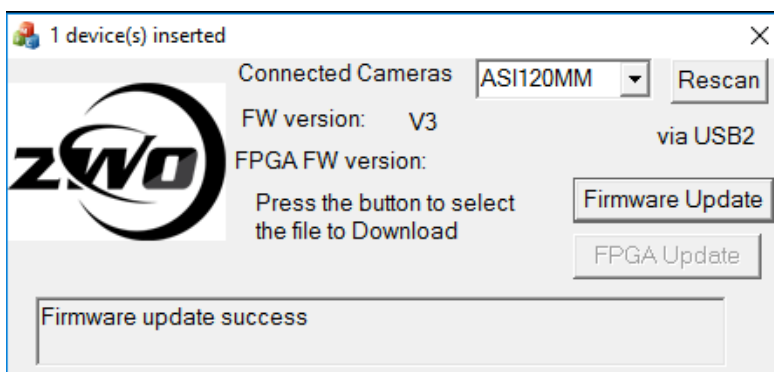 1 device(s) inserted
Connected Cameras ASI120MM Rescan
FW version: V3
via USB2
FPGA FW version:
ZWO
Press the button to select
the file to Download
Firmware Update
FPGA Update
Firmware update success